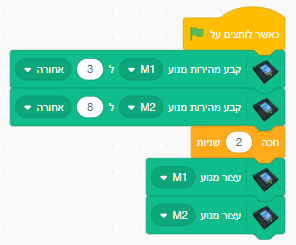 כאשר לוחצים על
קבע מהירות מנוע M1 ל 3 אחורה
קבע מהירות מנוע M2 ל 8 אחורה
חכה 2 שניות
עצור מנוע M1
עצור מנוע M2